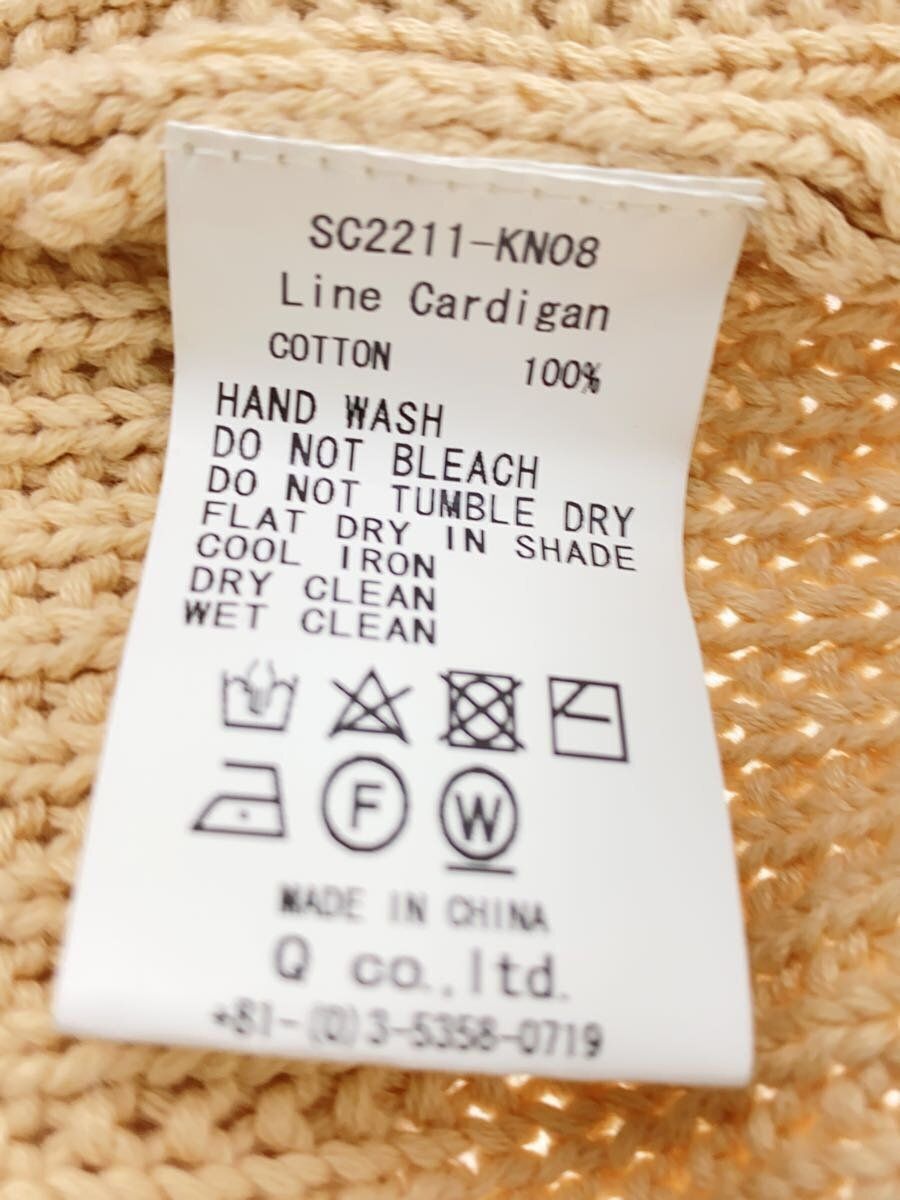 SC2211-KN08
Line Cardigan
COTTON 100%
HAND WASH
DO NOT BLEACH
DO NOT TUMBLE DRY
FLAT DRY IN SHADE
COOL IRON
DRY CLEAN
WET CLEAN
F W
MADE IN CHINA
Q co.,ltd.
+81-(0)3-5358-0719